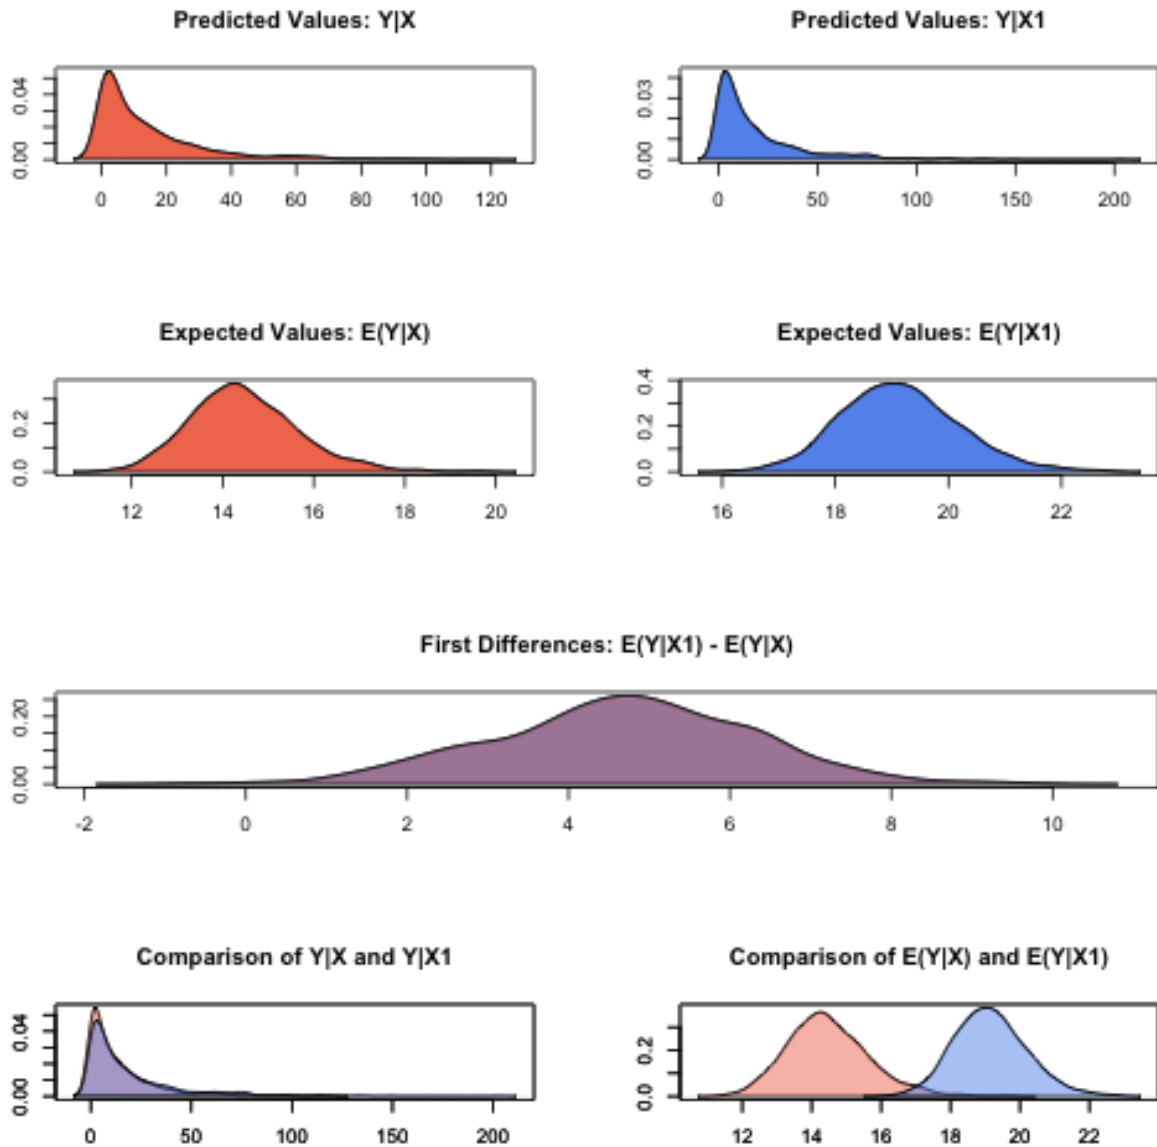 Predicted Values: Y|X
0.00 0.04
0 20 40 60 80 100 120
Predicted Values: Y|X1
0.00 0.03
0 50 100 150 200
Expected Values: E(Y|X)
0.0 0.2
12 14 16 18 20
Expected Values: E(Y|X1)
0.0 0.2 0.4
16 18 20 22
First Differences: E(Y|X1) - E(Y|X)
0.00 0.20
-2 0 2 4 6 8 10
Comparison of Y|X and Y|X1
0.00 0.04
0 50 100 150 200
Comparison of E(Y|X) and E(Y|X1)
0.0 0.2
12 14 16 18 20 22